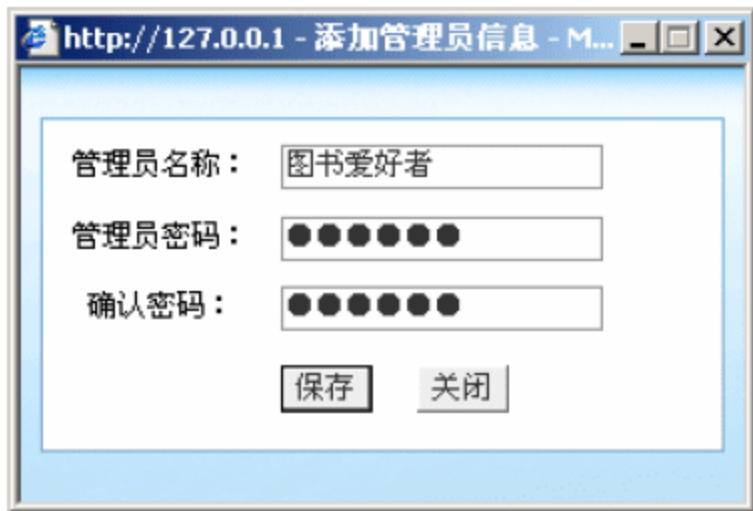 http://127.0.0.1 - 添加管理员信息 - M...
管理员名称：图书爱好者
管理员密码：●●●●●●
确认密码：●●●●●●
保存 关闭